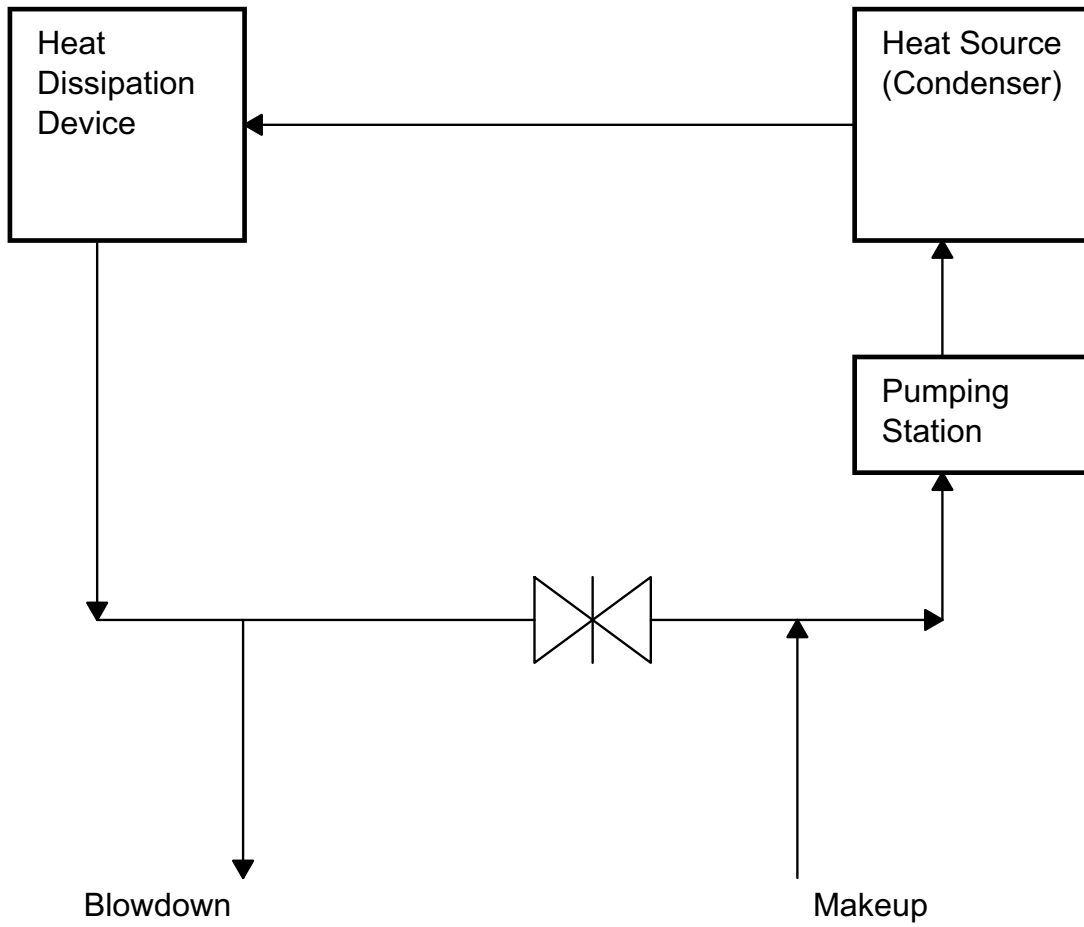 Heat
Dissipation
Device
Heat Source
(Condenser)
Pumping
Station
Blowdown
Makeup